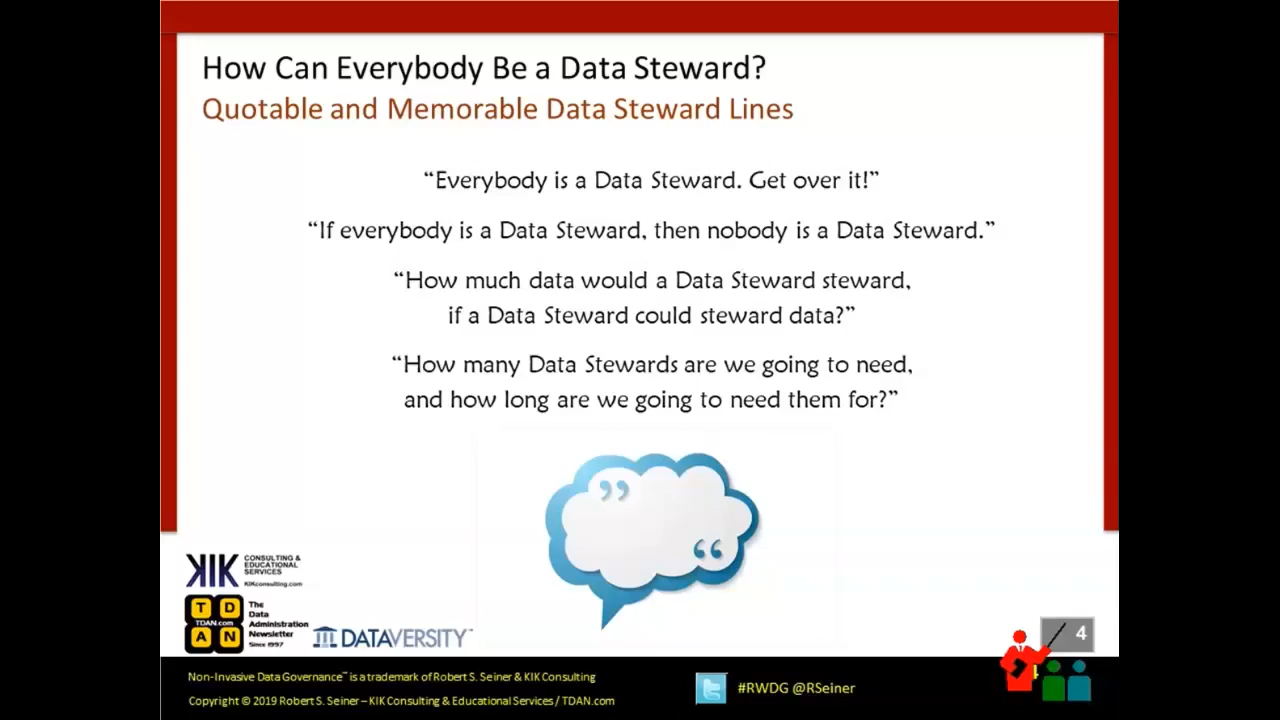 How Can Everybody Be a Data Steward?
Quotable and Memorable Data Steward Lines
“Everybody is a Data Steward. Get over it!”
“If everybody is a Data Steward, then nobody is a Data Steward.”
“How much data would a Data Steward steward,
if a Data Steward could steward data?”
“How many Data Stewards are we going to need,
and how long are we going to need them for?”
KIK
CONSULTING &
EDUCATIONAL
SERVICES
KIKconsulting.com
T D
TDAN.com
A N
The
Data
Administration
Newsletter
Since 1997
DATAVERSITY™
4
Non-Invasive Data Governance™ is a trademark of Robert S. Seiner & KIK Consulting
Copyright © 2019 Robert S. Seiner – KIK Consulting & Educational Services / TDAN.com
#RWDG @RSeiner